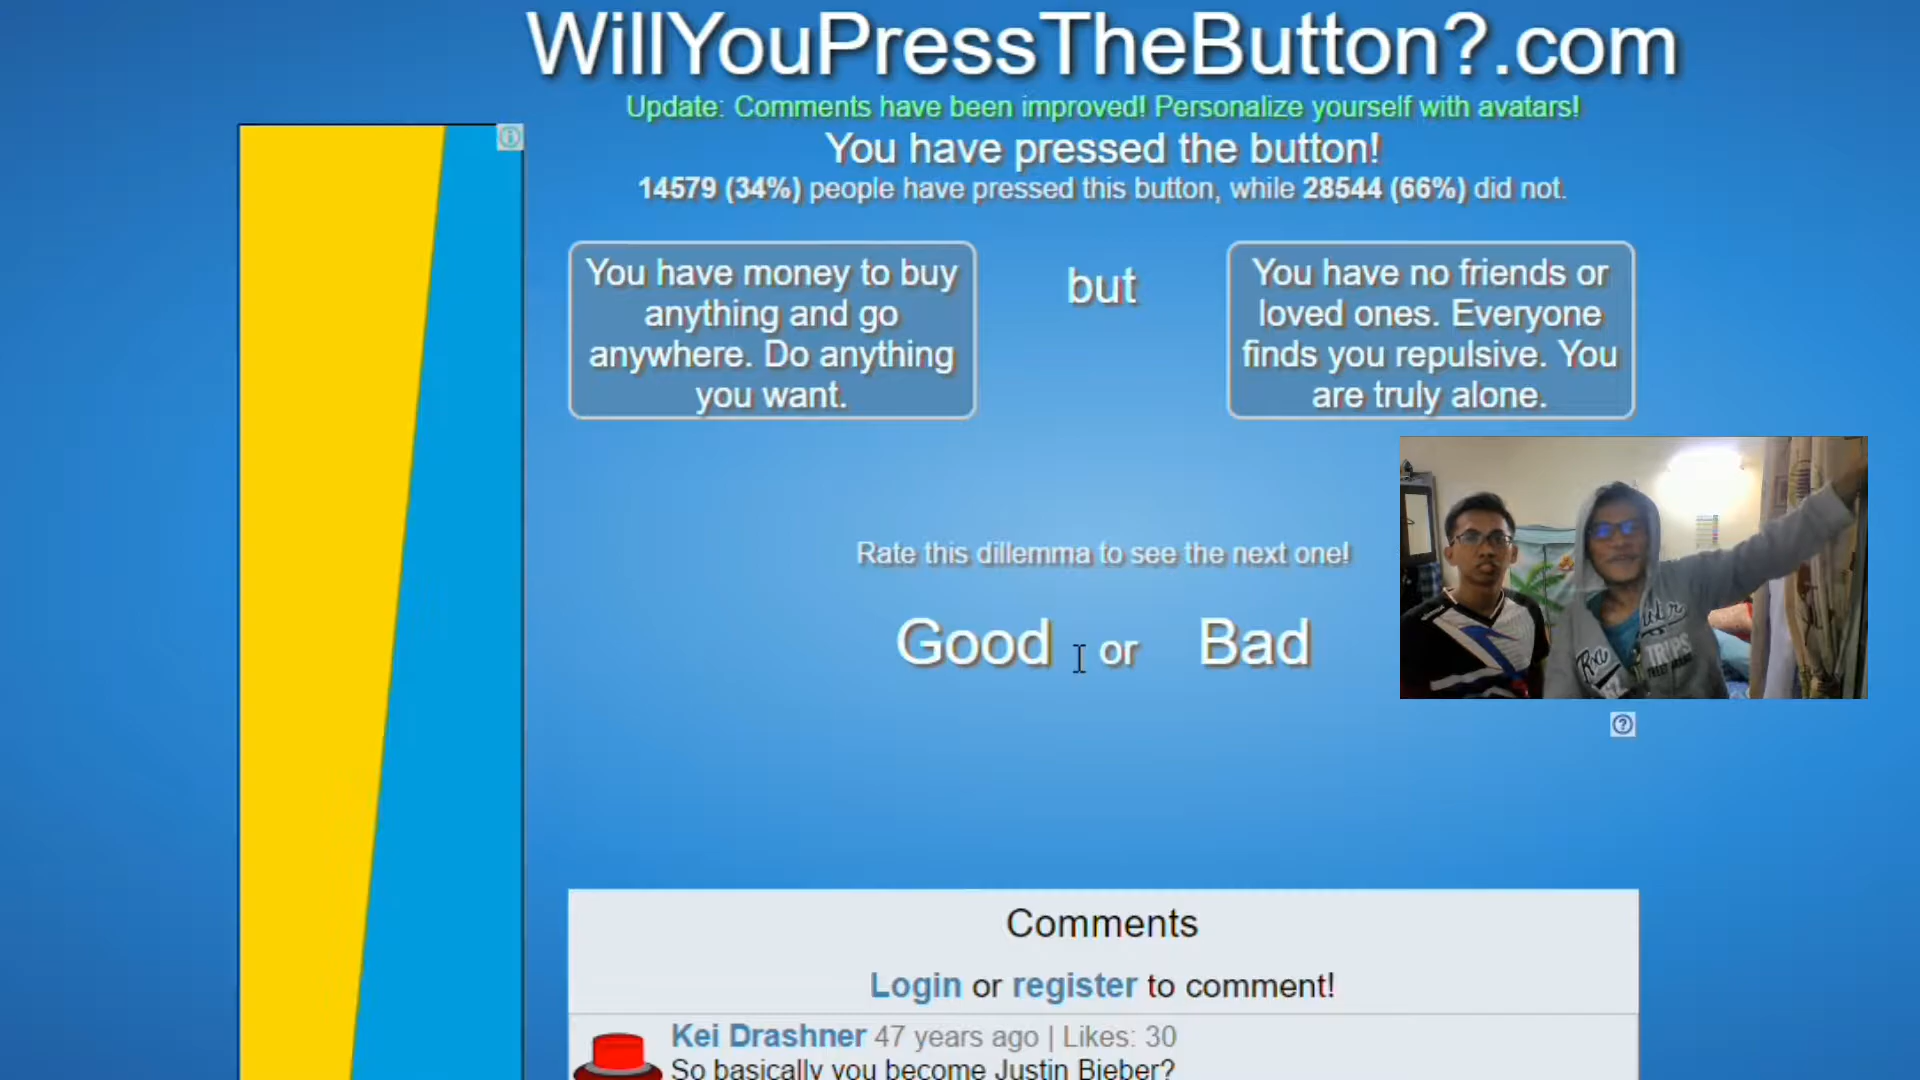 WillYouPressTheButton?.com
Update: Comments have been improved! Personalize yourself with avatars!
You have pressed the button!
14579 (34%) people have pressed this button, while 28544 (66%) did not.
You have money to buy
anything and go
anywhere. Do anything
you want.
but
You have no friends or
loved ones. Everyone
finds you repulsive. You
are truly alone.
Rate this dillemma to see the next one!
Good or Bad
TRIPS
Comments
Login or register to comment!
Kei Drashner 47 years ago | Likes: 30
So basically you become Justin Bieber?